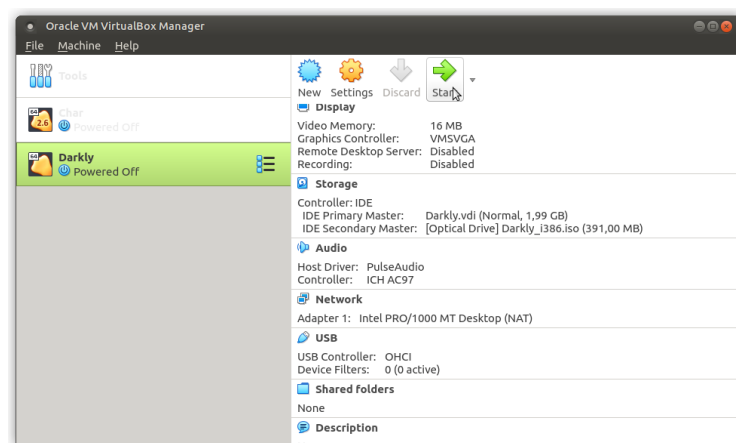 Oracle VM VirtualBox Manager
File Machine Help
Tools
64
2.6
Char
Powered Off
64
Darkly
Powered Off
New Settings Discard Start
Display
Video Memory: 16 MB
Graphics Controller: VMSVGA
Remote Desktop Server: Disabled
Recording: Disabled
Storage
Controller: IDE
IDE Primary Master: Darkly.vdi (Normal, 1,99 GB)
IDE Secondary Master: [Optical Drive] Darkly_i386.iso (391,00 MB)
Audio
Host Driver: PulseAudio
Controller: ICH AC97
Network
Adapter 1: Intel PRO/1000 MT Desktop (NAT)
USB
USB Controller: OHCI
Device Filters: 0 (0 active)
Shared folders
None
Description